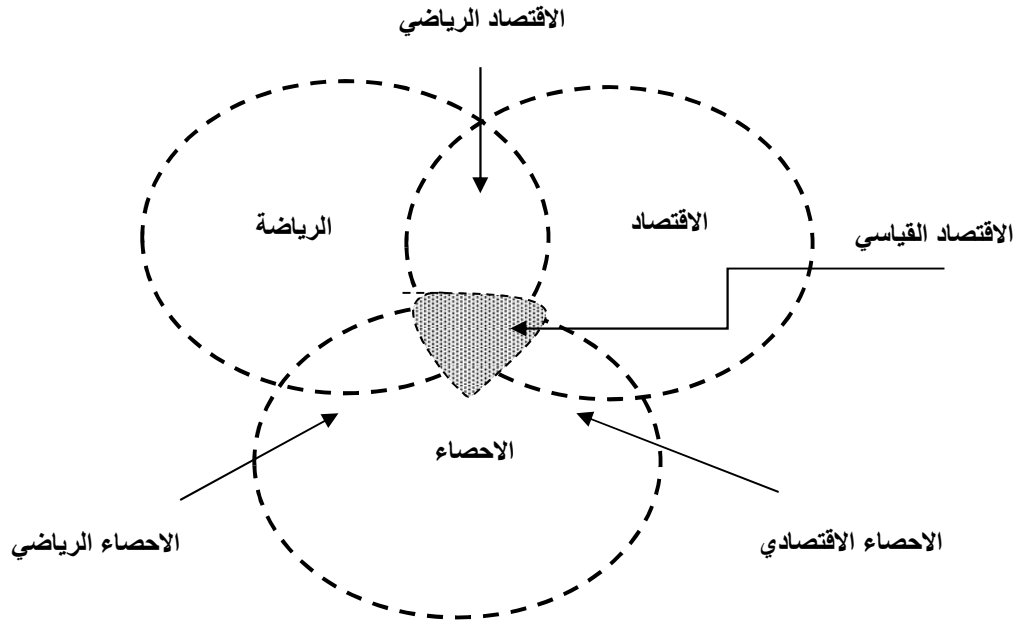 الاقتصاد الرياضي
الاقتصاد
الرياضة
الاقتصاد القياسي
الاحصاء
الاحصاء الاقتصادي
الاحصاء الرياضي